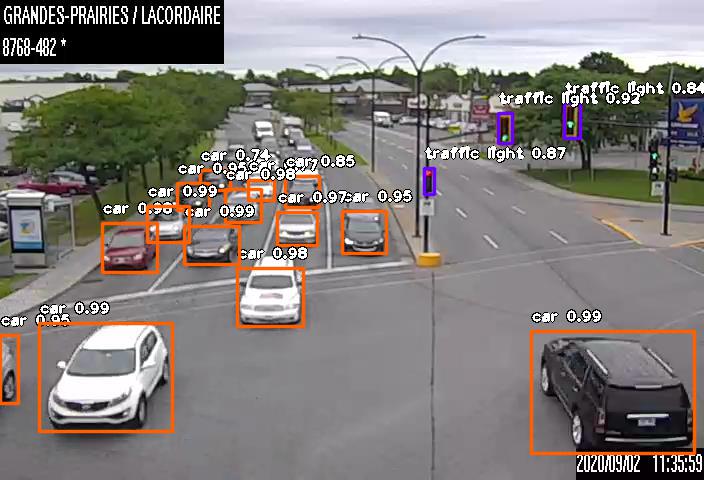 GRANDES-PRAIRIES / LACORDAIRE
8768-482 *
traffic light 0.84
traffic light 0.92
traffic light 0.87
car 0.74
car 0.85
car 0.98
car 0.99
car 0.97
car 0.95
car 0.98
car 0.99
car 0.98
car 0.99
car 0.95
car 0.99
2020/09/02 11:35:59